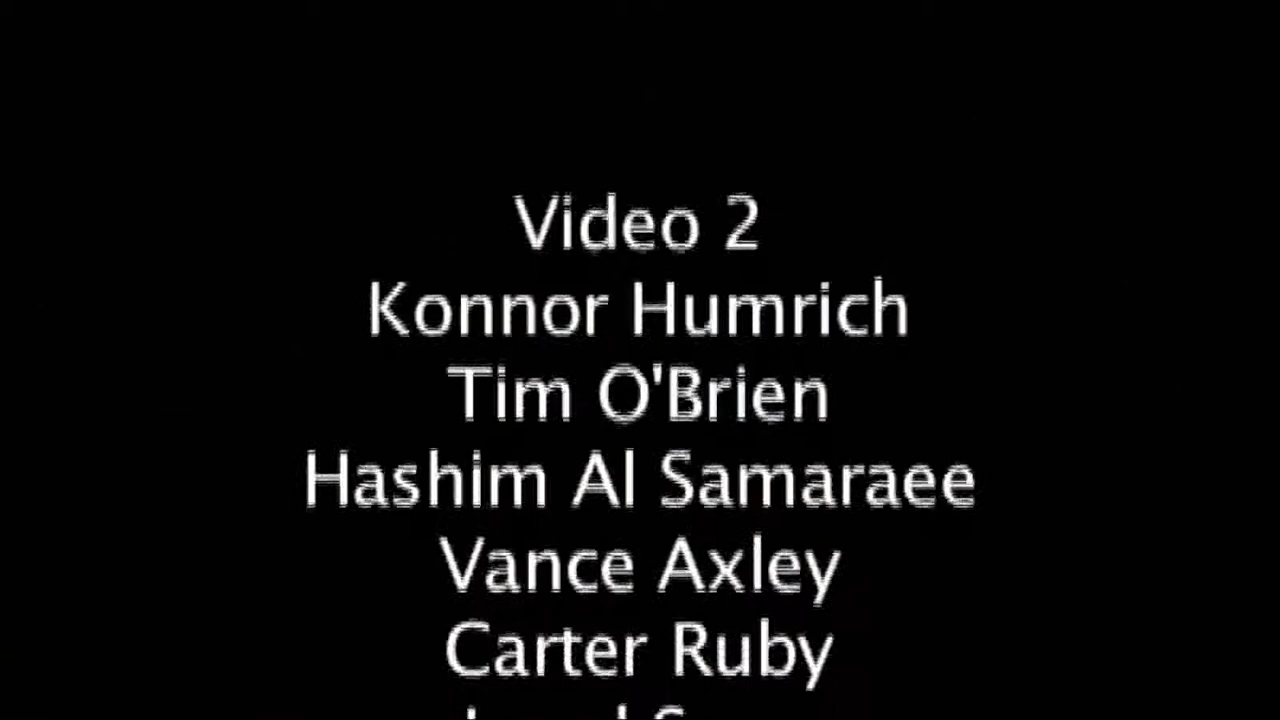 Video 2
Konnor Humrich
Tim O'Brien
Hashim Al Samaraee
Vance Axley
Carter Ruby